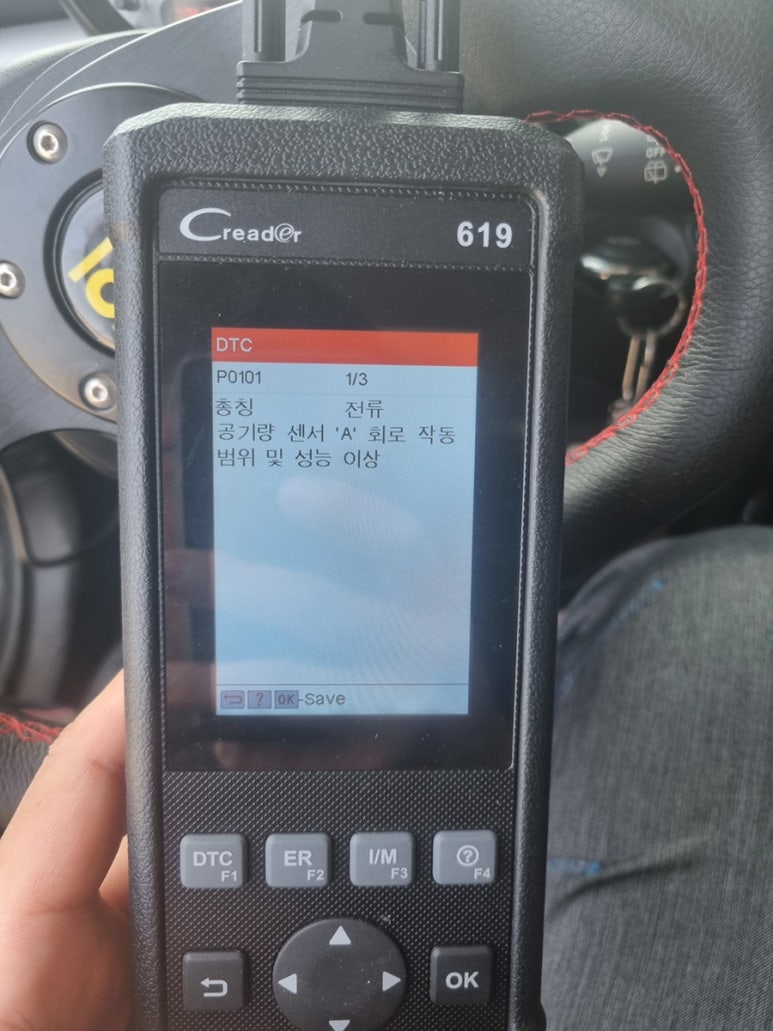 Creader
619
DTC
P0101 1/3
총칭 전류
공기량 센서 'A' 회로 작동
범위 및 성능 이상
? OK-Save
OFF
DTC F1
ER F2
I/M F3
? F4
OK